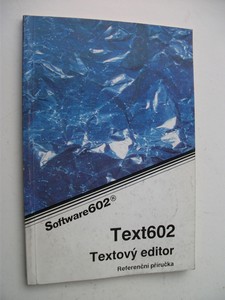 Software602®
Text602
Textový editor
Referenční příručka